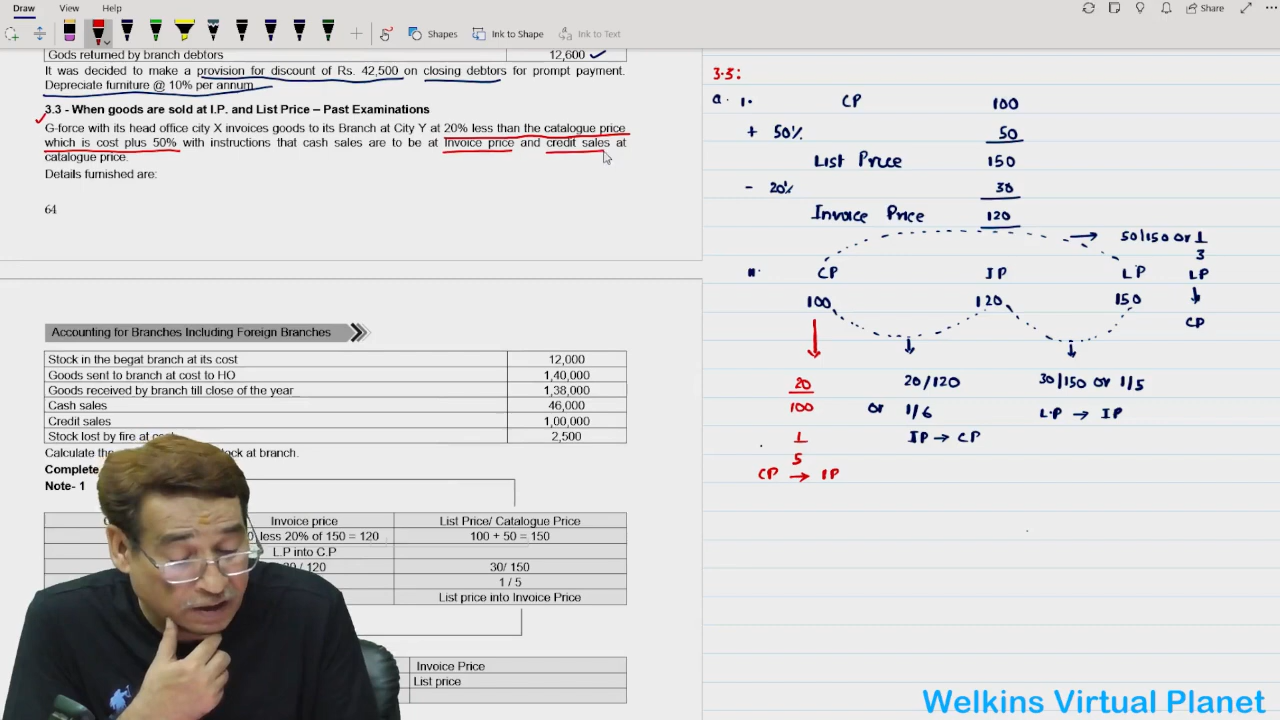 Draw View Help
Shapes Ink to Shape Ink to Text Share
Gods returned by branch debtors 12,600
It was decided to make a provision for discount of Rs. 42,500 on closing debtors for prompt payment.
Depreciate furniture @ 10% per annum
3.3 - When goods are sold at I.P. and List Price – Past Examinations
G-force with its head office city X invoices goods to its Branch at City Y at 20% less than the catalogue price
which is cost plus 50% with instructions that cash sales are to be at Invoice price and credit sales at
catalogue price.
Details furnished are:
64
Accounting for Branches Including Foreign Branches
Stock in the begat branch at its cost 12,000
Goods sent to branch at cost to HO 1,40,000
Goods received by branch till close of the year 1,38,000
Cash sales 46,000
Credit sales 1,00,000
Stock lost by fire at 2,500
Calculate the ock at branch.
Complete
Note- 1
Invoice price List Price/ Catalogue Price
less 20% of 150 = 120 100 + 50 = 150
L.P into C.P
/ 120 30/ 150
1 / 5
List price into Invoice Price
Invoice Price
List price
3.3:
a. 1. CP 100
+ 50% 50
List Price 150
- 20% 30
Invoice Price 120
→ 50/150 or 1/3
11. CP IP LP LP
100 120 150 CP
20/100 20/120 30/150 or 1/5
or 1/6 L.P → IP
1/5 IP → CP
CP → IP
Welkins Virtual Planet